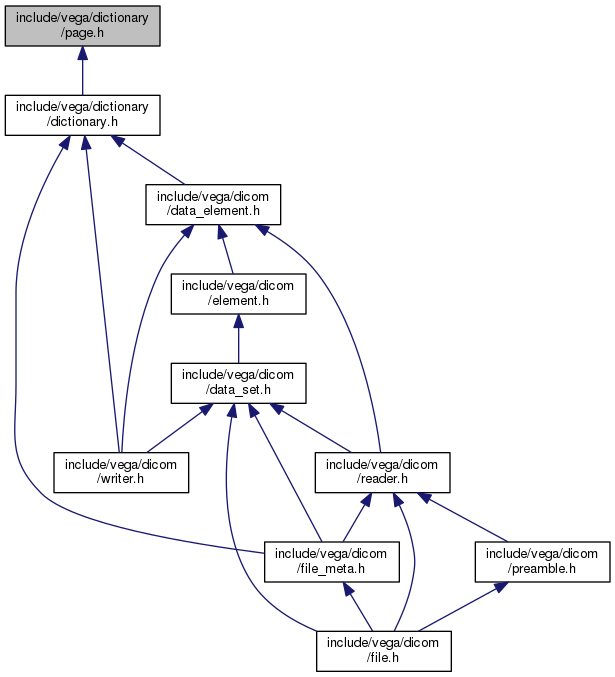 include/vega/dictionary
/page.h
include/vega/dictionary
/dictionary.h
include/vega/dicom
/data_element.h
include/vega/dicom
/element.h
include/vega/dicom
/data_set.h
include/vega/dicom
/writer.h
include/vega/dicom
/reader.h
include/vega/dicom
/file_meta.h
include/vega/dicom
/preamble.h
include/vega/dicom
/file.h